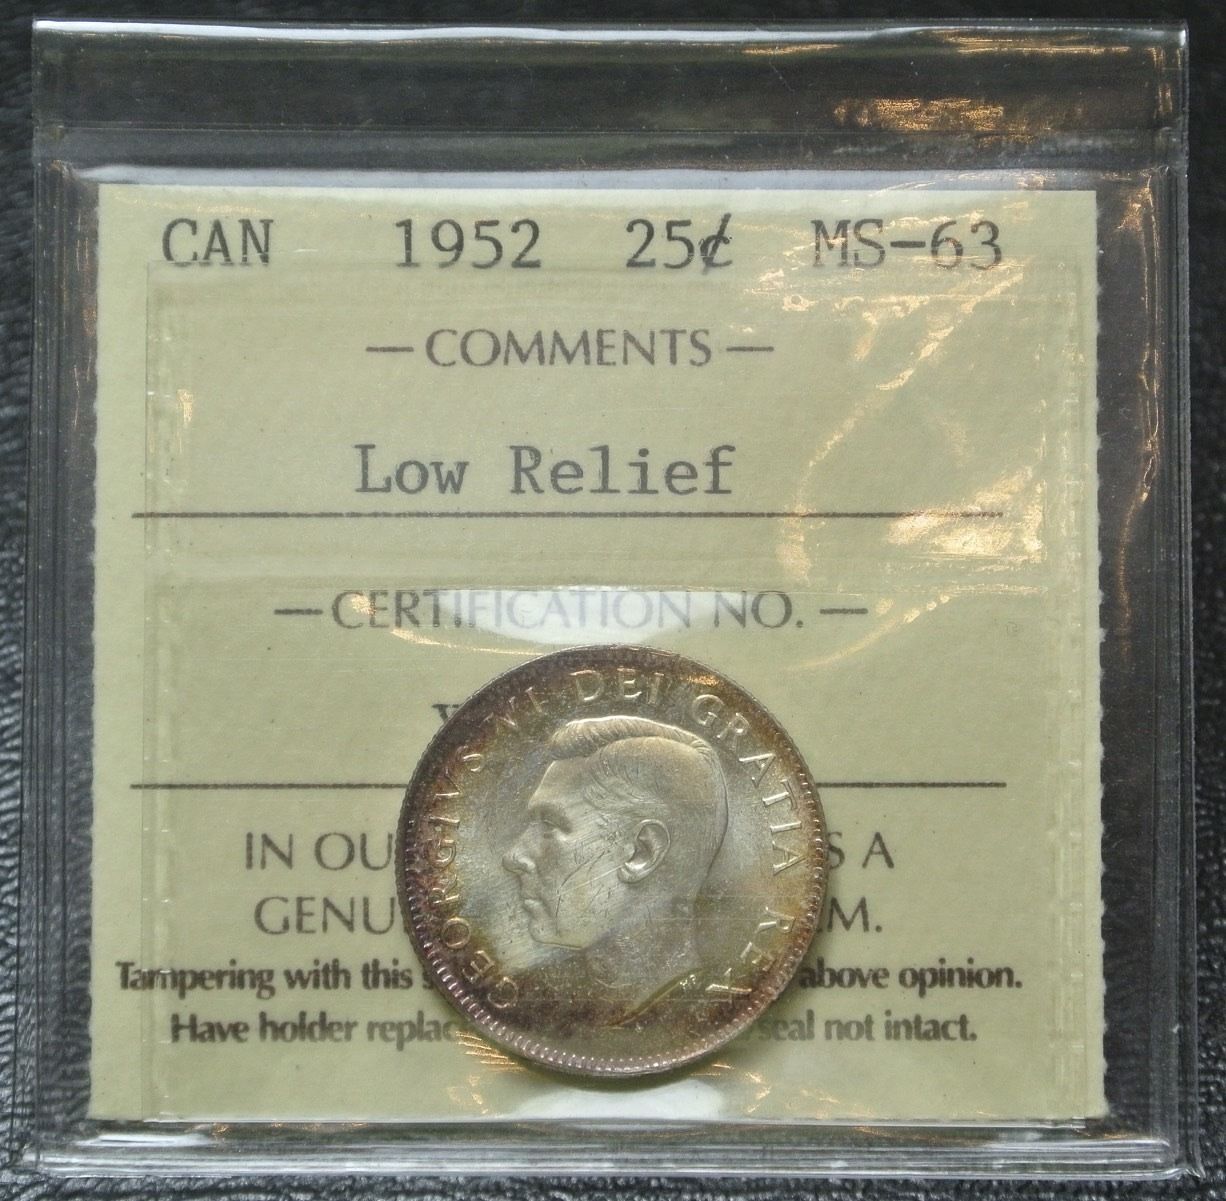 CAN 1952 25¢ MS-63
— COMMENTS —
Low Relief
— CERTIFICATION NO. —
IN OU S A
GENU M.
Tampering with this s above opinion.
Have holder replac seal not intact.
GEORGIVS VI DEI GRATIA REX